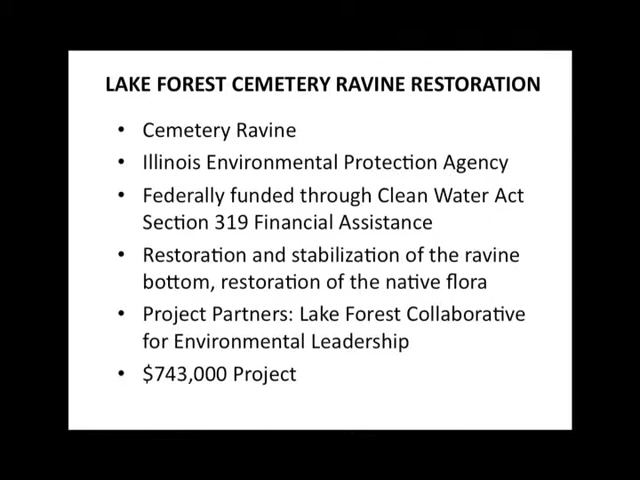 LAKE FOREST CEMETERY RAVINE RESTORATION
• Cemetery Ravine
• Illinois Environmental Protection Agency
• Federally funded through Clean Water Act
Section 319 Financial Assistance
• Restoration and stabilization of the ravine
bottom, restoration of the native flora
• Project Partners: Lake Forest Collaborative
for Environmental Leadership
• $743,000 Project